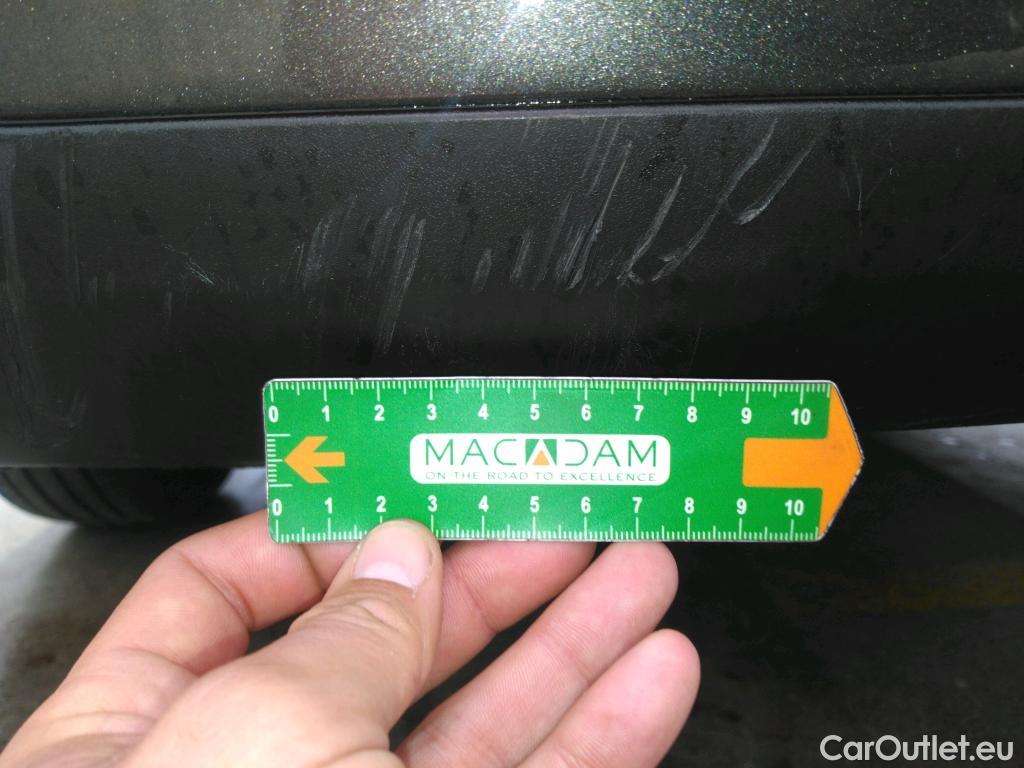 0 1 2 3 4 5 6 7 8 9 10
MACADAM
ON THE ROAD TO EXCELLENCE
0 1 2 3 4 5 6 7 8 9 10
CarOutlet.eu